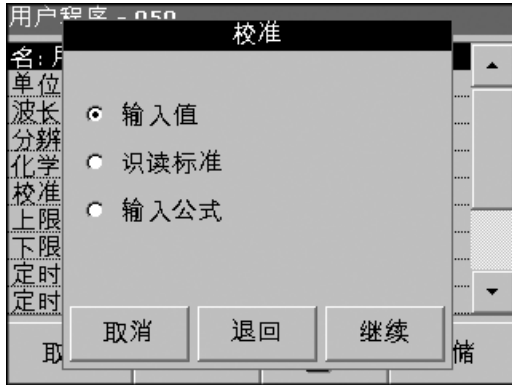 用户程序 - 050
校准
名: 用
单位
波长
分辨
化学
校准
上限
下限
定时
定时
输入值
识读标准
输入公式
取消
退回
继续
取
储